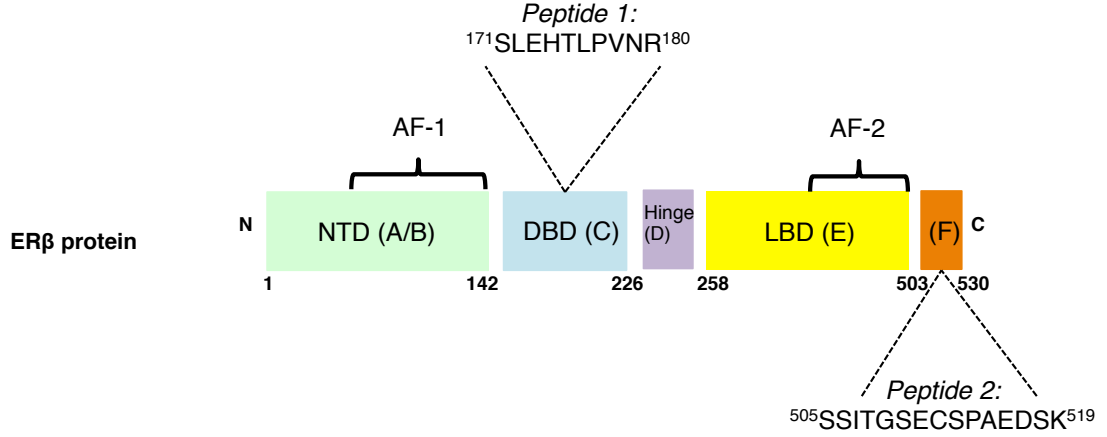 Peptide 1:
¹⁷¹SLEHTLPVNR¹⁸⁰
AF-1
AF-2
ERβ protein
N
NTD (A/B)
DBD (C)
Hinge
(D)
LBD (E)
(F)
C
1
142
226
258
503
530
Peptide 2:
⁵⁰⁵SSITGSECSPAEDSK⁵¹⁹